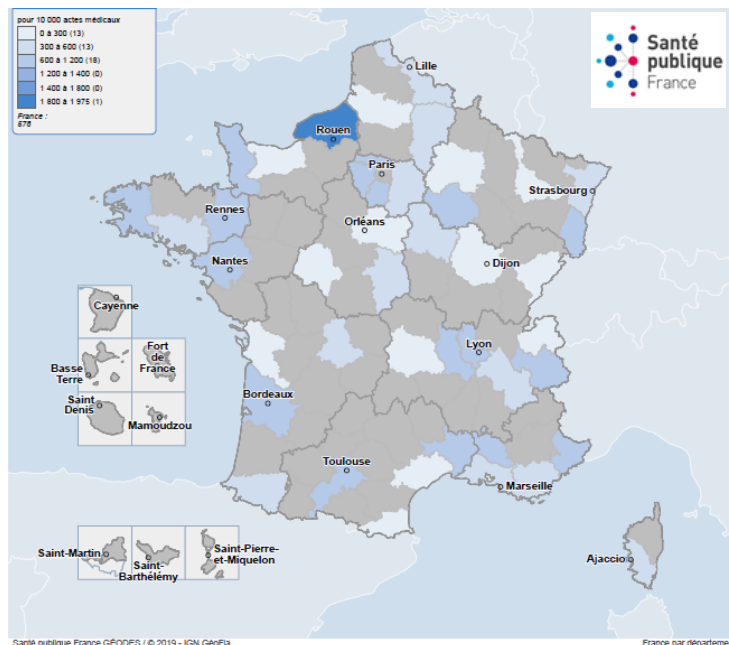 pour 10 000 actes médicaux
0 à 300 (13)
300 à 600 (13)
600 à 1 200 (18)
1 200 à 1 400 (0)
1 400 à 1 800 (0)
1 800 à 1 975 (1)
France :
678
Santé
publique
France
Lille
Rouen
Paris
Strasbourg
Rennes
Orléans
Nantes
Dijon
Cayenne
Fort
de
France
Basse
Terre
Lyon
Saint
Denis
Mamoudzou
Bordeaux
Toulouse
Marseille
Saint-Martin
Saint-
Barthélémy
Saint-Pierre-
et-Miquelon
Ajaccio
Santé publique France GÉODES / © 2019 - IGN GéoFla
France par départeme